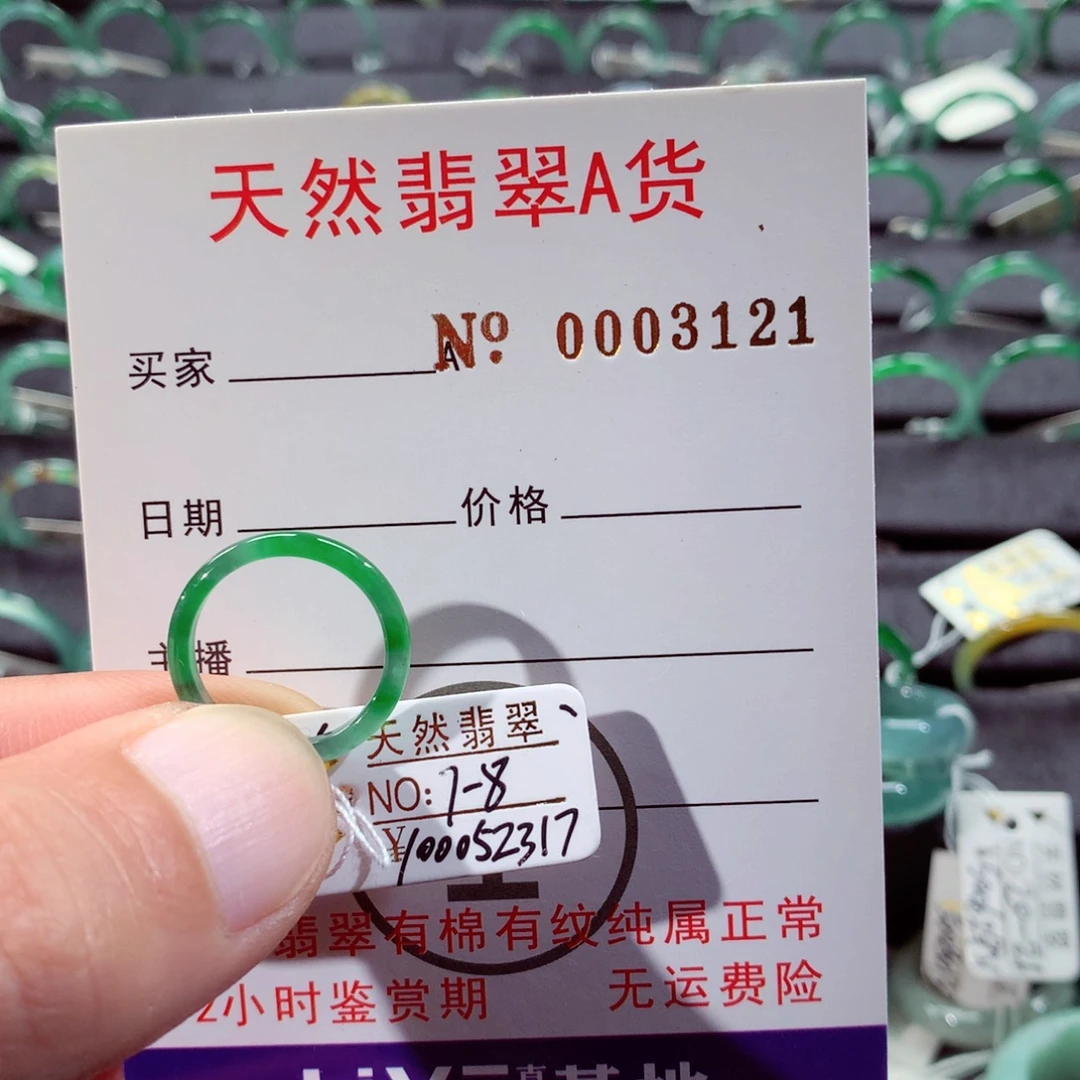 天然翡翠A货
买家 No 0003121
日期 价格
主播
天然翡翠
NO: 7-8
¥100052317
翡翠有棉有纹纯属正常
2小时鉴赏期 无运费险
基地